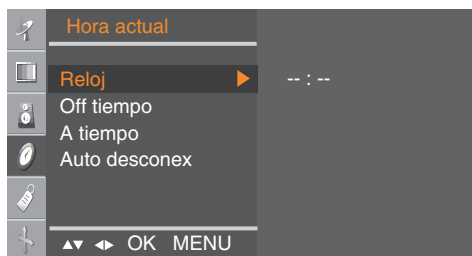 Hora actual
Reloj -- : --
Off tiempo
A tiempo
Auto desconex
OK MENU